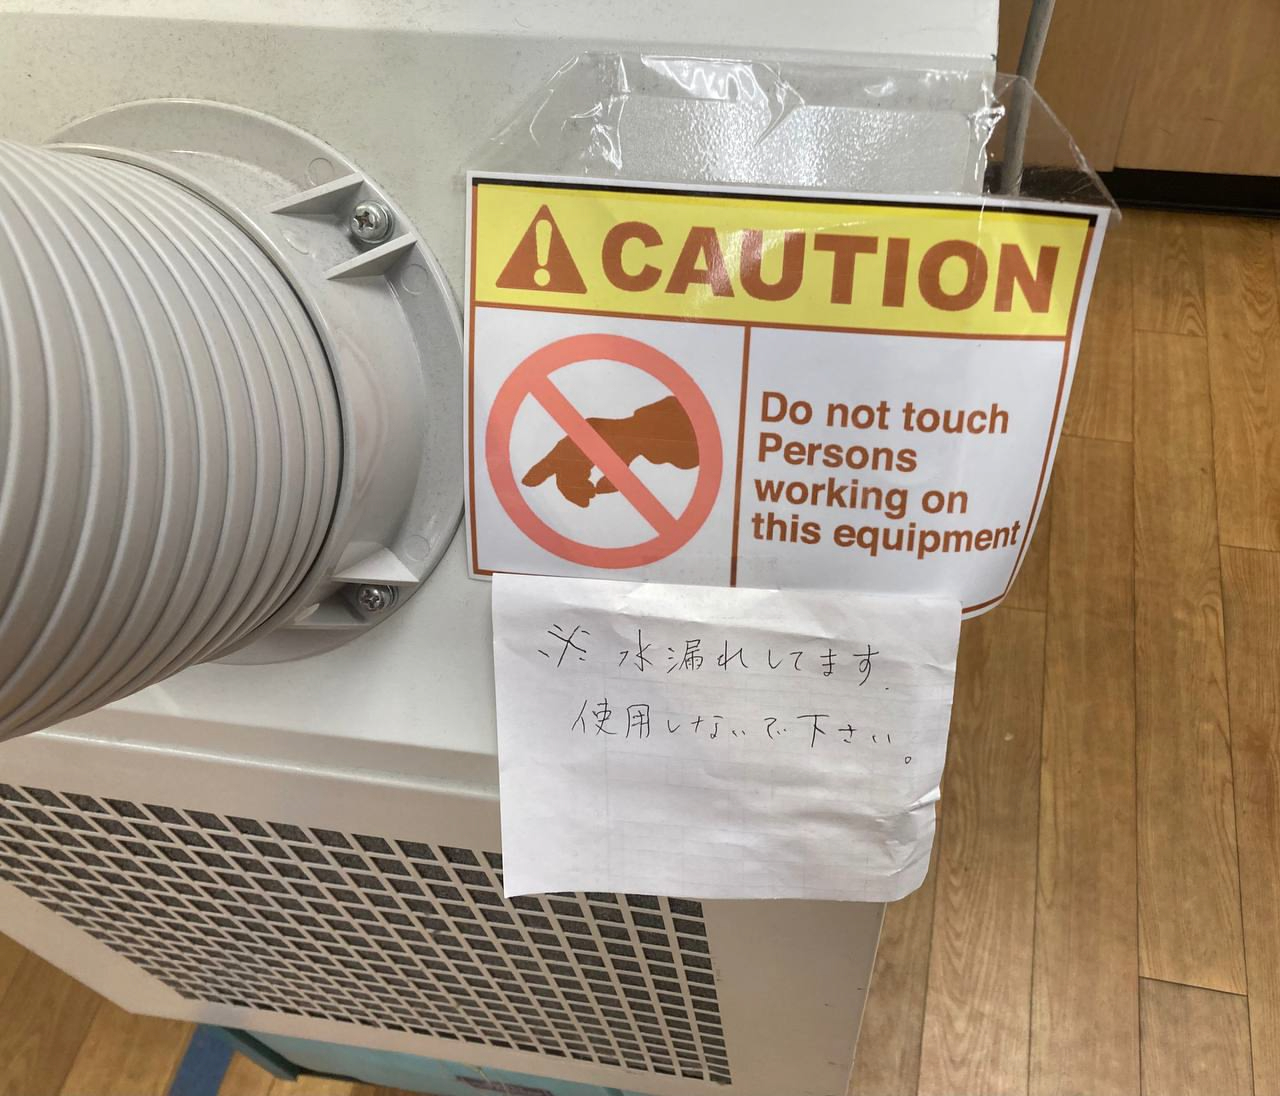 CAUTION
Do not touch
Persons
working on
this equipment
※ 水漏れしてます.
使用しないで下さい。